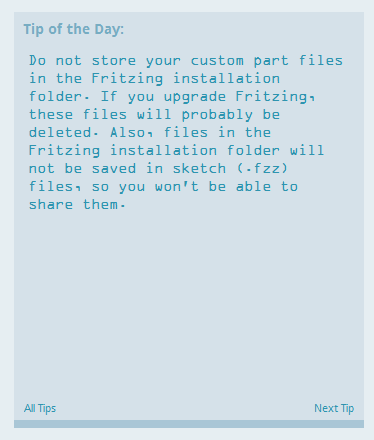 Tip of the Day:
Do not store your custom part files
in the Fritzing installation
folder. If you upgrade Fritzing,
these files will probably be
deleted. Also, files in the
Fritzing installation folder will
not be saved in sketch (.fzz)
files, so you won't be able to
share them.
All Tips
Next Tip